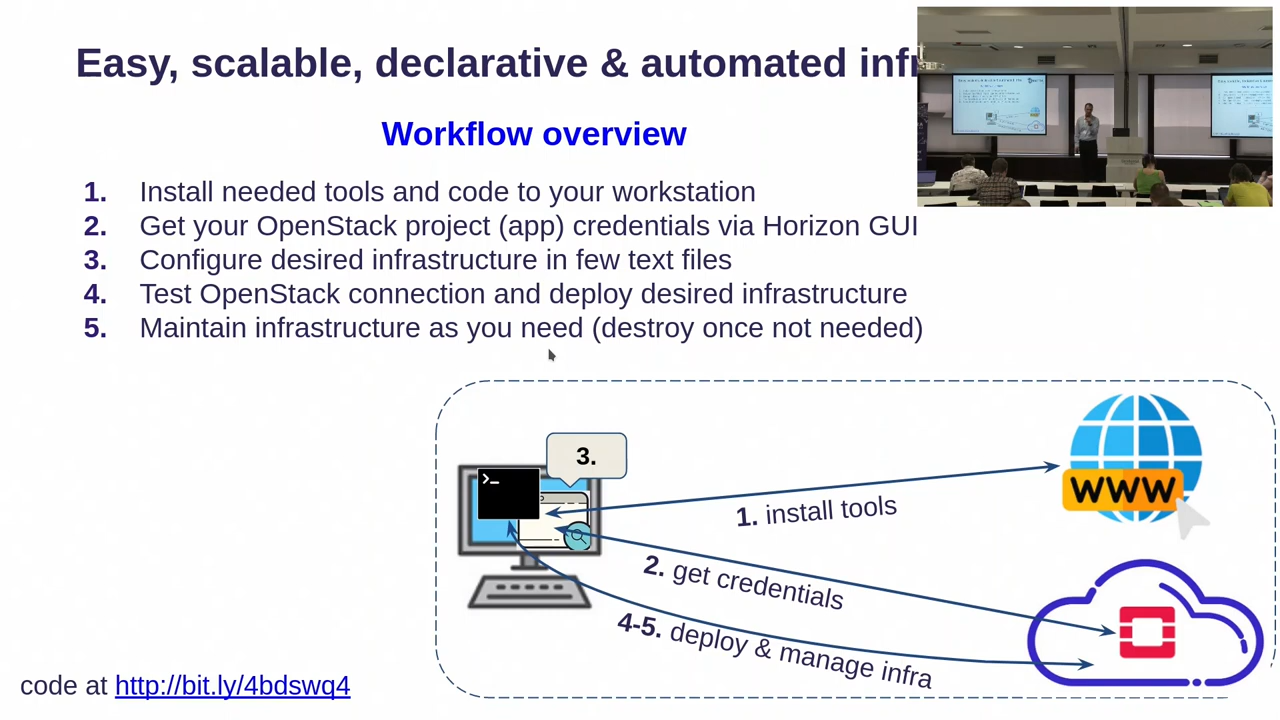 Easy, scalable, declarative & automated inf
Workflow overview
1. Install needed tools and code to your workstation
2. Get your OpenStack project (app) credentials via Horizon GUI
3. Configure desired infrastructure in few text files
4. Test OpenStack connection and deploy desired infrastructure
5. Maintain infrastructure as you need (destroy once not needed)
3.
>_
WWW
1. install tools
2. get credentials
4-5. deploy & manage infra
code at http://bit.ly/4bdswq4